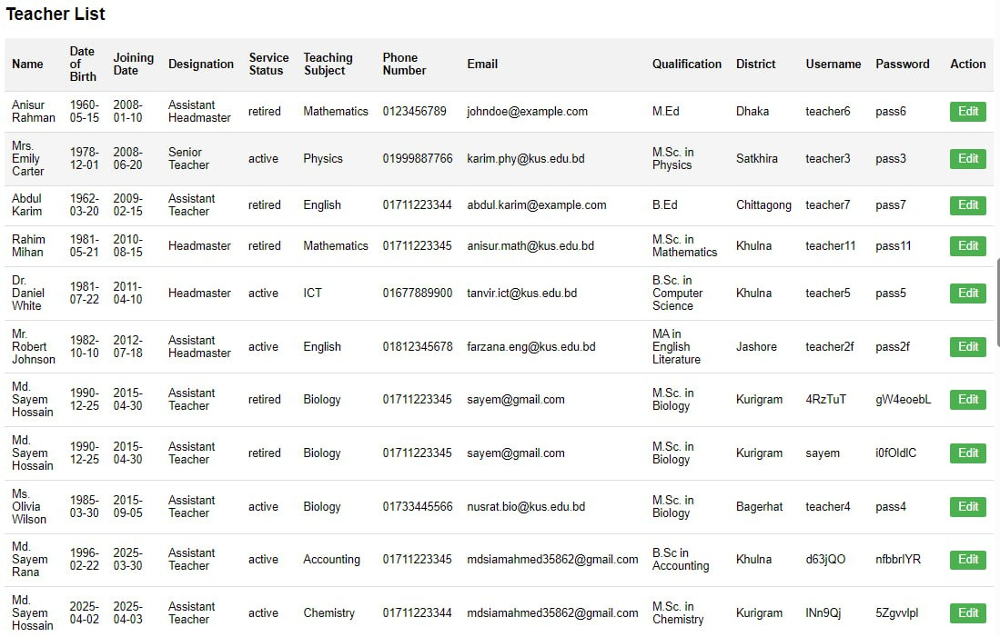 Teacher List
Name Date of Birth Joining Date Designation Service Status Teaching Subject Phone Number Email Qualification District Username Password Action
Anisur Rahman 1960-05-15 2008-01-10 Assistant Headmaster retired Mathematics 0123456789 johndoe@example.com M.Ed Dhaka teacher6 pass6 Edit
Mrs. Emily Carter 1978-12-01 2008-06-20 Senior Teacher active Physics 01999887766 karim.phy@kus.edu.bd M.Sc. in Physics Satkhira teacher3 pass3 Edit
Abdul Karim 1962-03-20 2009-02-15 Assistant Teacher retired English 01711223344 abdul.karim@example.com B.Ed Chittagong teacher7 pass7 Edit
Rahim Mihan 1981-05-21 2010-08-15 Headmaster retired Mathematics 01711223345 anisur.math@kus.edu.bd M.Sc. in Mathematics Khulna teacher11 pass11 Edit
Dr. Daniel White 1981-07-22 2011-04-10 Headmaster active ICT 01677889900 tanvir.ict@kus.edu.bd B.Sc. in Computer Science Khulna teacher5 pass5 Edit
Mr. Robert Johnson 1982-10-10 2012-07-18 Assistant Headmaster active English 01812345678 farzana.eng@kus.edu.bd MA in English Literature Jashore teacher2f pass2f Edit
Md. Sayem Hossain 1990-12-25 2015-04-30 Assistant Teacher retired Biology 01711223345 sayem@gmail.com M.Sc. in Biology Kurigram 4RzTuT gW4eoebL Edit
Md. Sayem Hossain 1990-12-25 2015-04-30 Assistant Teacher retired Biology 01711223345 sayem@gmail.com M.Sc. in Biology Kurigram sayem Edit
Ms. Olivia Wilson 1985-03-30 2015-09-05 Assistant Teacher active Biology 01733445566 nusrat.bio@kus.edu.bd M.Sc. in Biology Bagerhat teacher4 pass4 Edit
Md. Sayem Rana 1996-02-22 2025-03-30 Assistant Teacher active Accounting 01711223345 mdsiamahmed35862@gmail.com B.Sc in Accounting Khulna d63jQO Edit
Md. Sayem Hossain 2025-04-02 2025-04-03 Assistant Teacher active Chemistry 01711223344 mdsiamahmed35862@gmail.com M.Sc. in Chemistry Kurigram Edit